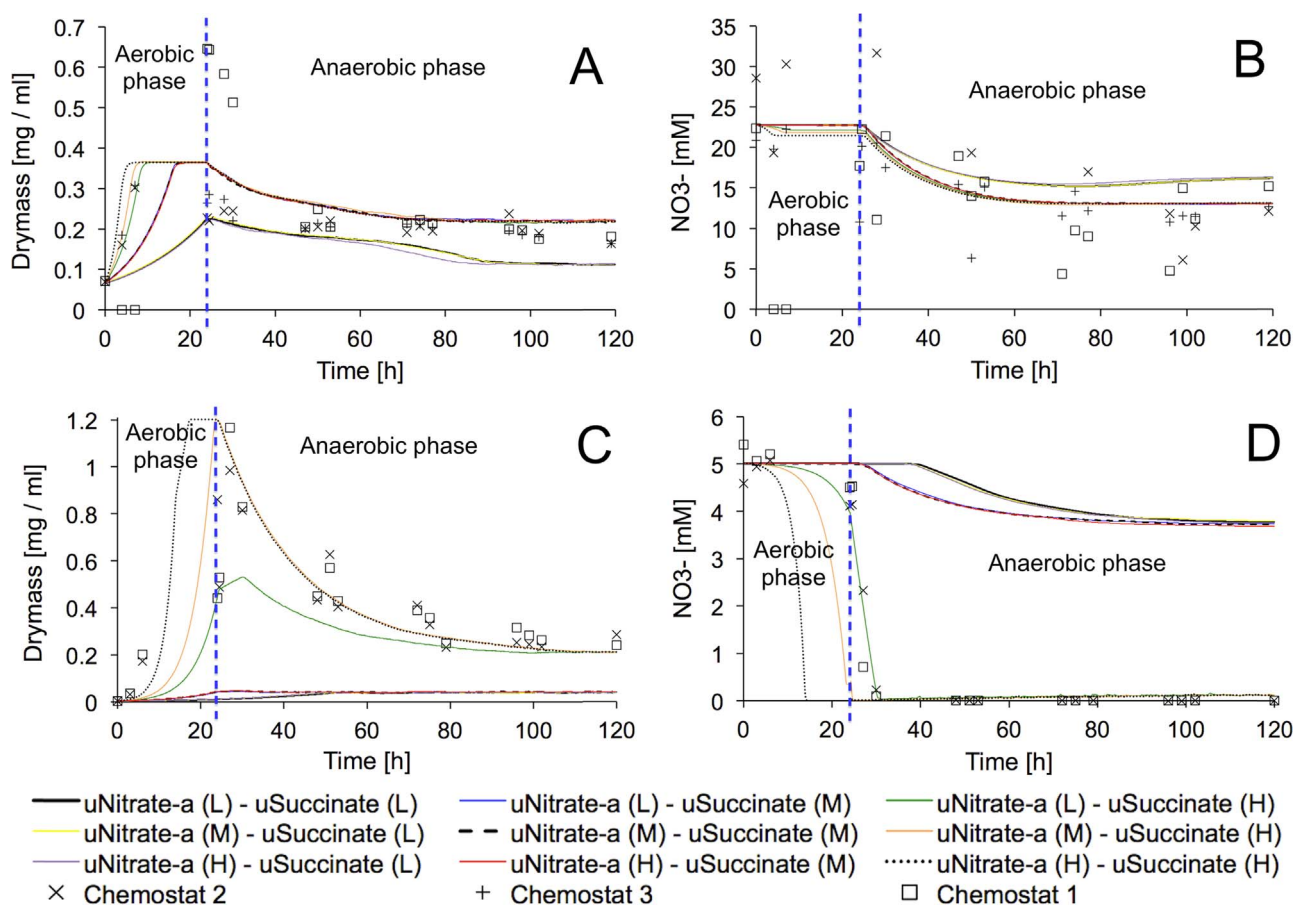 Aerobic phase
Anaerobic phase
A
Drymass [mg / ml]
0.7
0.6
0.5
0.4
0.3
0.2
0.1
0
0 20 40 60 80 100 120
Time [h]
Anaerobic phase
B
Aerobic phase
NO3- [mM]
35
30
25
20
15
10
5
0
0 20 40 60 80 100 120
Time [h]
Aerobic phase
Anaerobic phase
C
Drymass [mg / ml]
1.2
1
0.8
0.6
0.4
0.2
0
0 20 40 60 80 100 120
Time [h]
D
Aerobic phase
Anaerobic phase
NO3- [mM]
6
5
4
3
2
1
0
0 20 40 60 80 100 120
Time [h]
uNitrate-a (L) - uSuccinate (L)
uNitrate-a (L) - uSuccinate (M)
uNitrate-a (L) - uSuccinate (H)
uNitrate-a (M) - uSuccinate (L)
uNitrate-a (M) - uSuccinate (M)
uNitrate-a (M) - uSuccinate (H)
uNitrate-a (H) - uSuccinate (L)
uNitrate-a (H) - uSuccinate (M)
uNitrate-a (H) - uSuccinate (H)
Chemostat 2
Chemostat 3
Chemostat 1